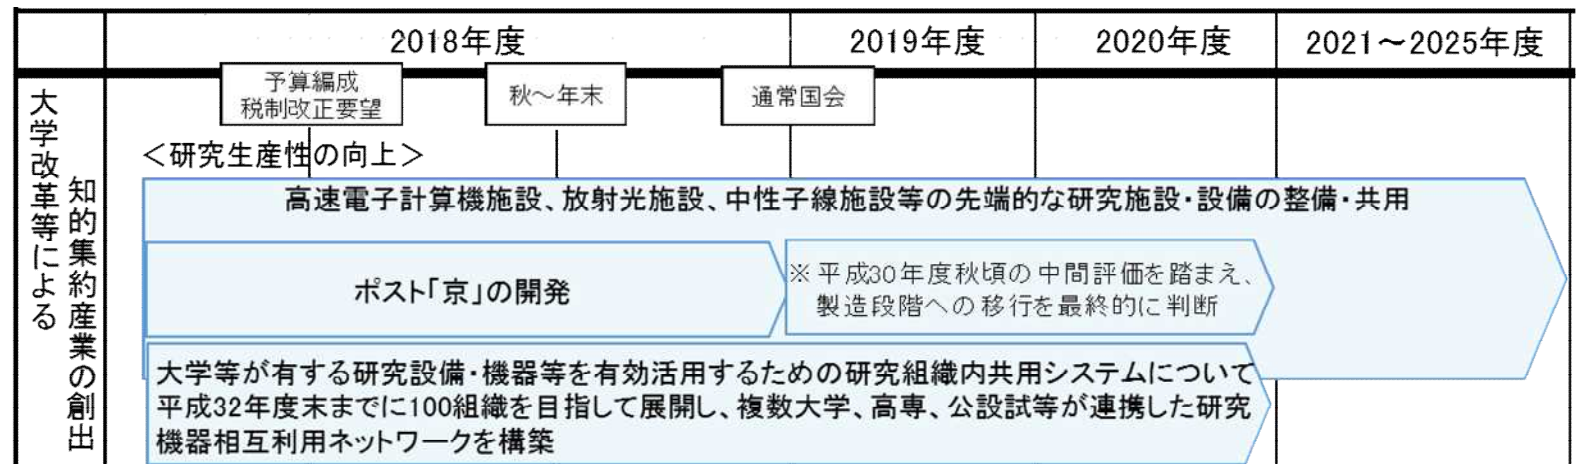 2018年度
2019年度
2020年度
2021～2025年度
予算編成
税制改正要望
秋～年末
通常国会
大学改革等による
知的集約産業の創出
＜研究生産性の向上＞
高速電子計算機施設、放射光施設、中性子線施設等の先端的な研究施設・設備の整備・共用
ポスト「京」の開発
※平成30年度秋頃の中間評価を踏まえ、
製造段階への移行を最終的に判断
大学等が有する研究設備・機器等を有効活用するための研究組織内共用システムについて
平成32年度末までに100組織を目指して展開し、複数大学、高専、公設試等が連携した研究
機器相互利用ネットワークを構築